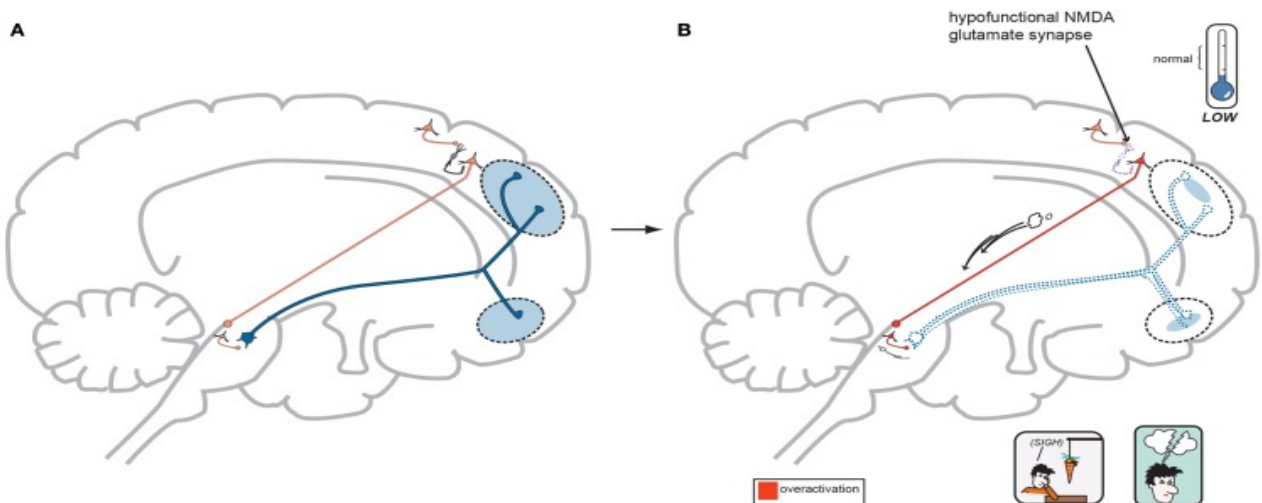 A
B
hypofunctional NMDA
glutamate synapse
normal
LOW
(SIGH)
overactivation